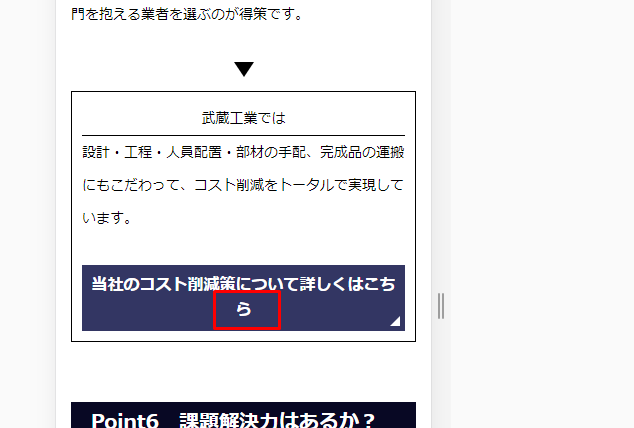 門を抱える業者を選ぶのが得策です。
武蔵工業では
設計・工程・人員配置・部材の手配、完成品の運搬
にもこだわって、コスト削減をトータルで実現して
います。
当社のコスト削減策について詳しくはこち
ら
Point6　課題解決力はあるか？